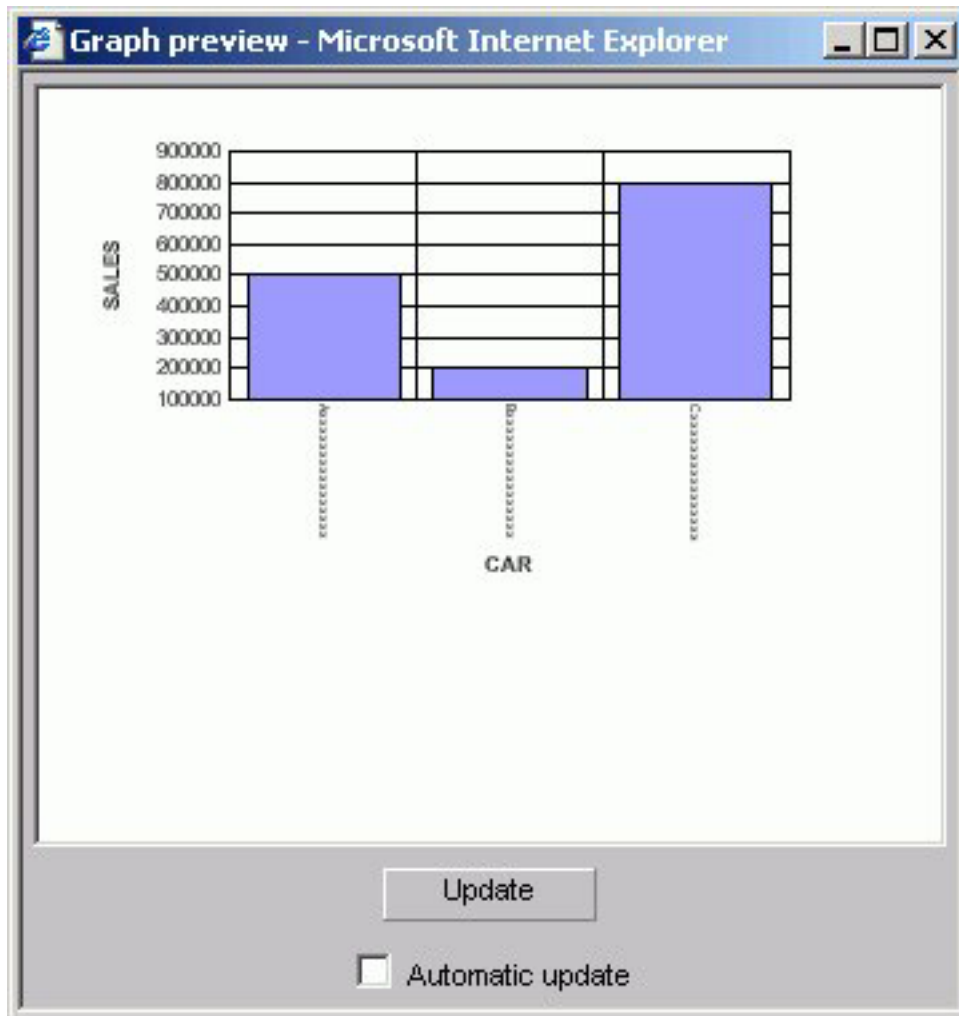 Graph preview - Microsoft Internet Explorer
900000
800000
700000
600000
500000
400000
300000
200000
100000
SALES
CAR
Update
Automatic update